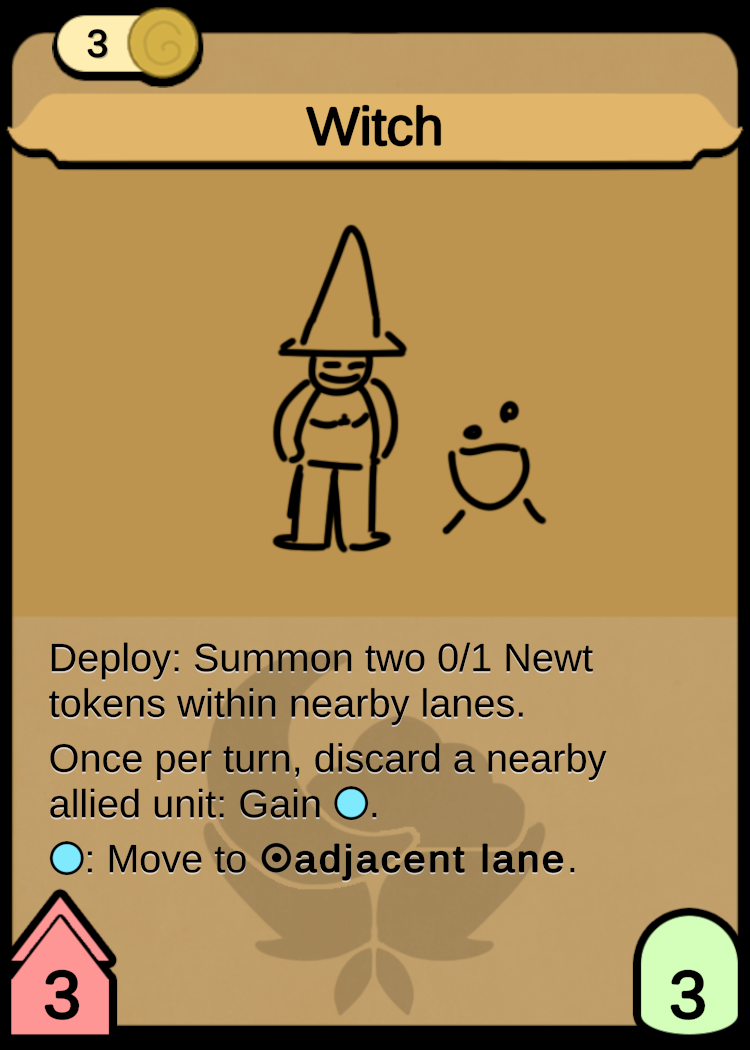 3
Witch
Deploy: Summon two 0/1 Newt
tokens within nearby lanes.
Once per turn, discard a nearby
allied unit: Gain .
: Move to ⊙adjacent lane.
3
3